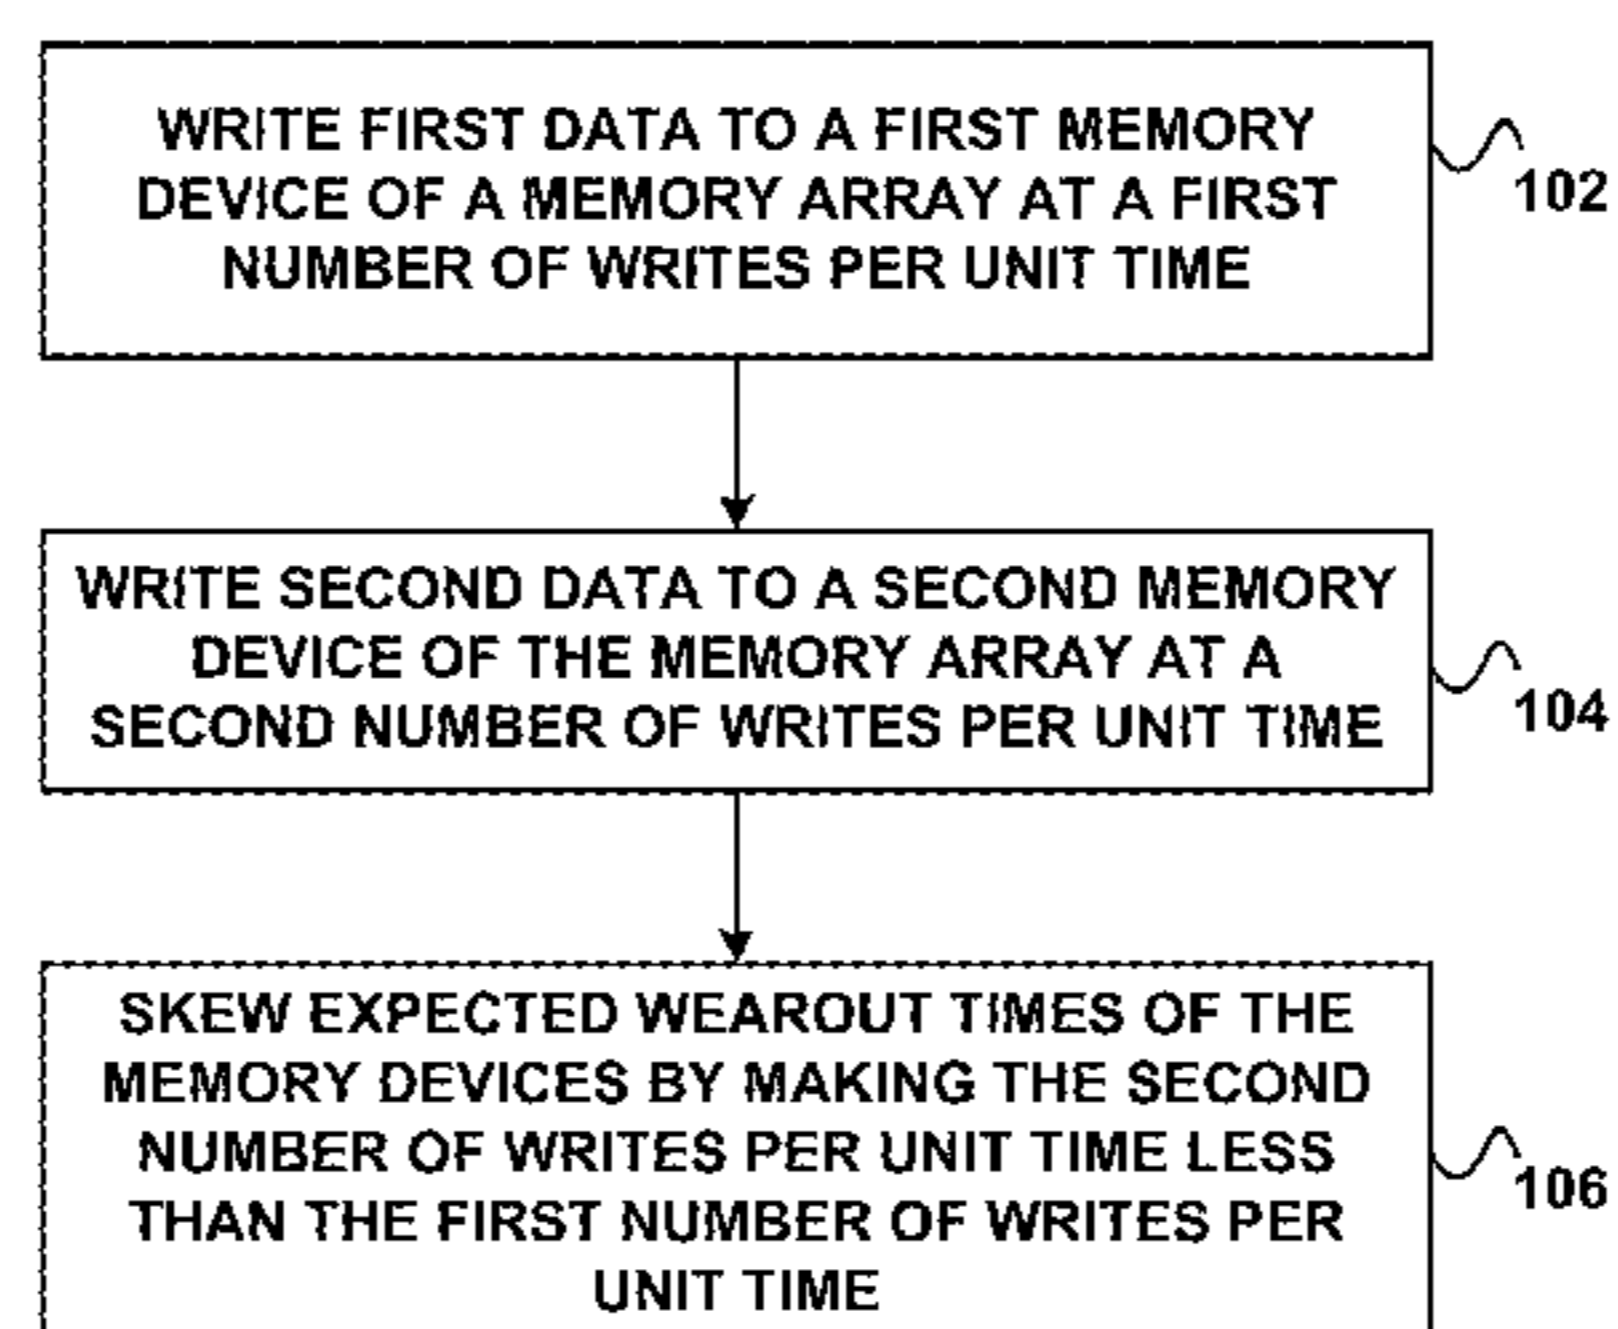 WRITE FIRST DATA TO A FIRST MEMORY
DEVICE OF A MEMORY ARRAY AT A FIRST
NUMBER OF WRITES PER UNIT TIME
102
WRITE SECOND DATA TO A SECOND MEMORY
DEVICE OF THE MEMORY ARRAY AT A
SECOND NUMBER OF WRITES PER UNIT TIME
104
SKEW EXPECTED WEAROUT TIMES OF THE
MEMORY DEVICES BY MAKING THE SECOND
NUMBER OF WRITES PER UNIT TIME LESS
THAN THE FIRST NUMBER OF WRITES PER
UNIT TIME
106